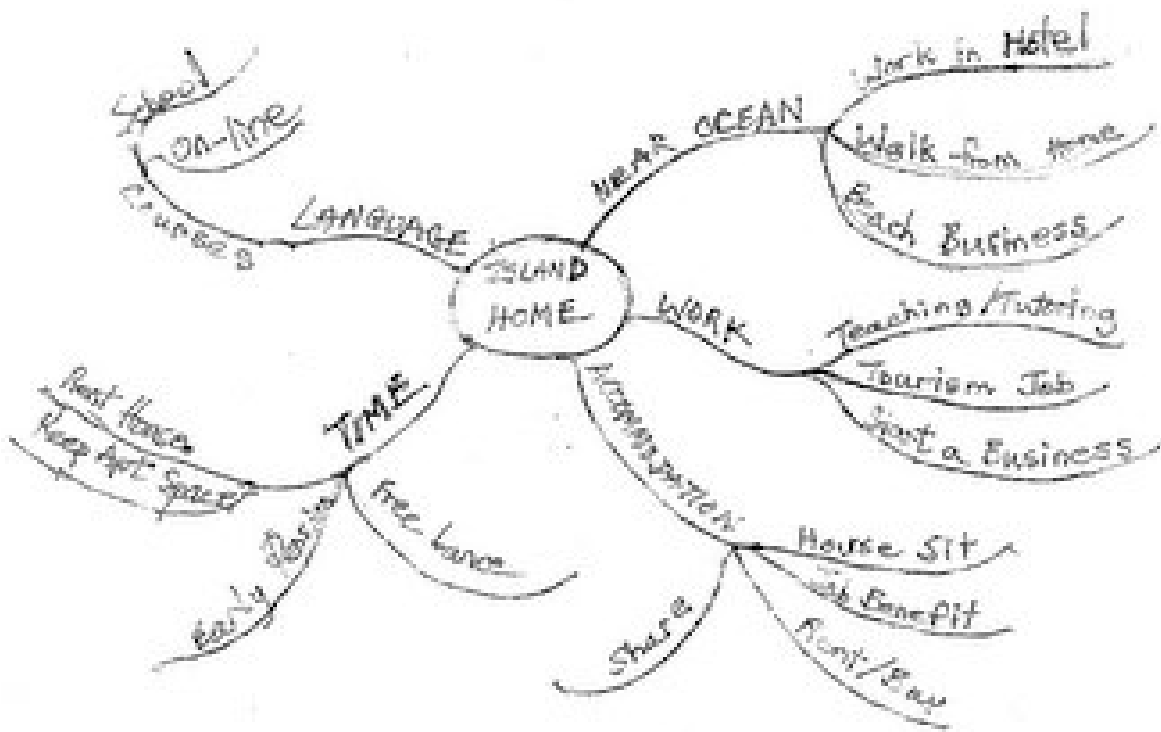 ISLAND
HOME
NEAR OCEAN
Work in Hotel
Walk from Home
Beach Business
WORK
Teaching/Tutoring
Tourism Job
Start a Business
ACCOMMODATION
House Sit
Job Benefit
Rent/Buy
Share
TIME
Free Lance
Early
Rent House
Keep Apt Space
LANGUAGE
Courses
On-line
School